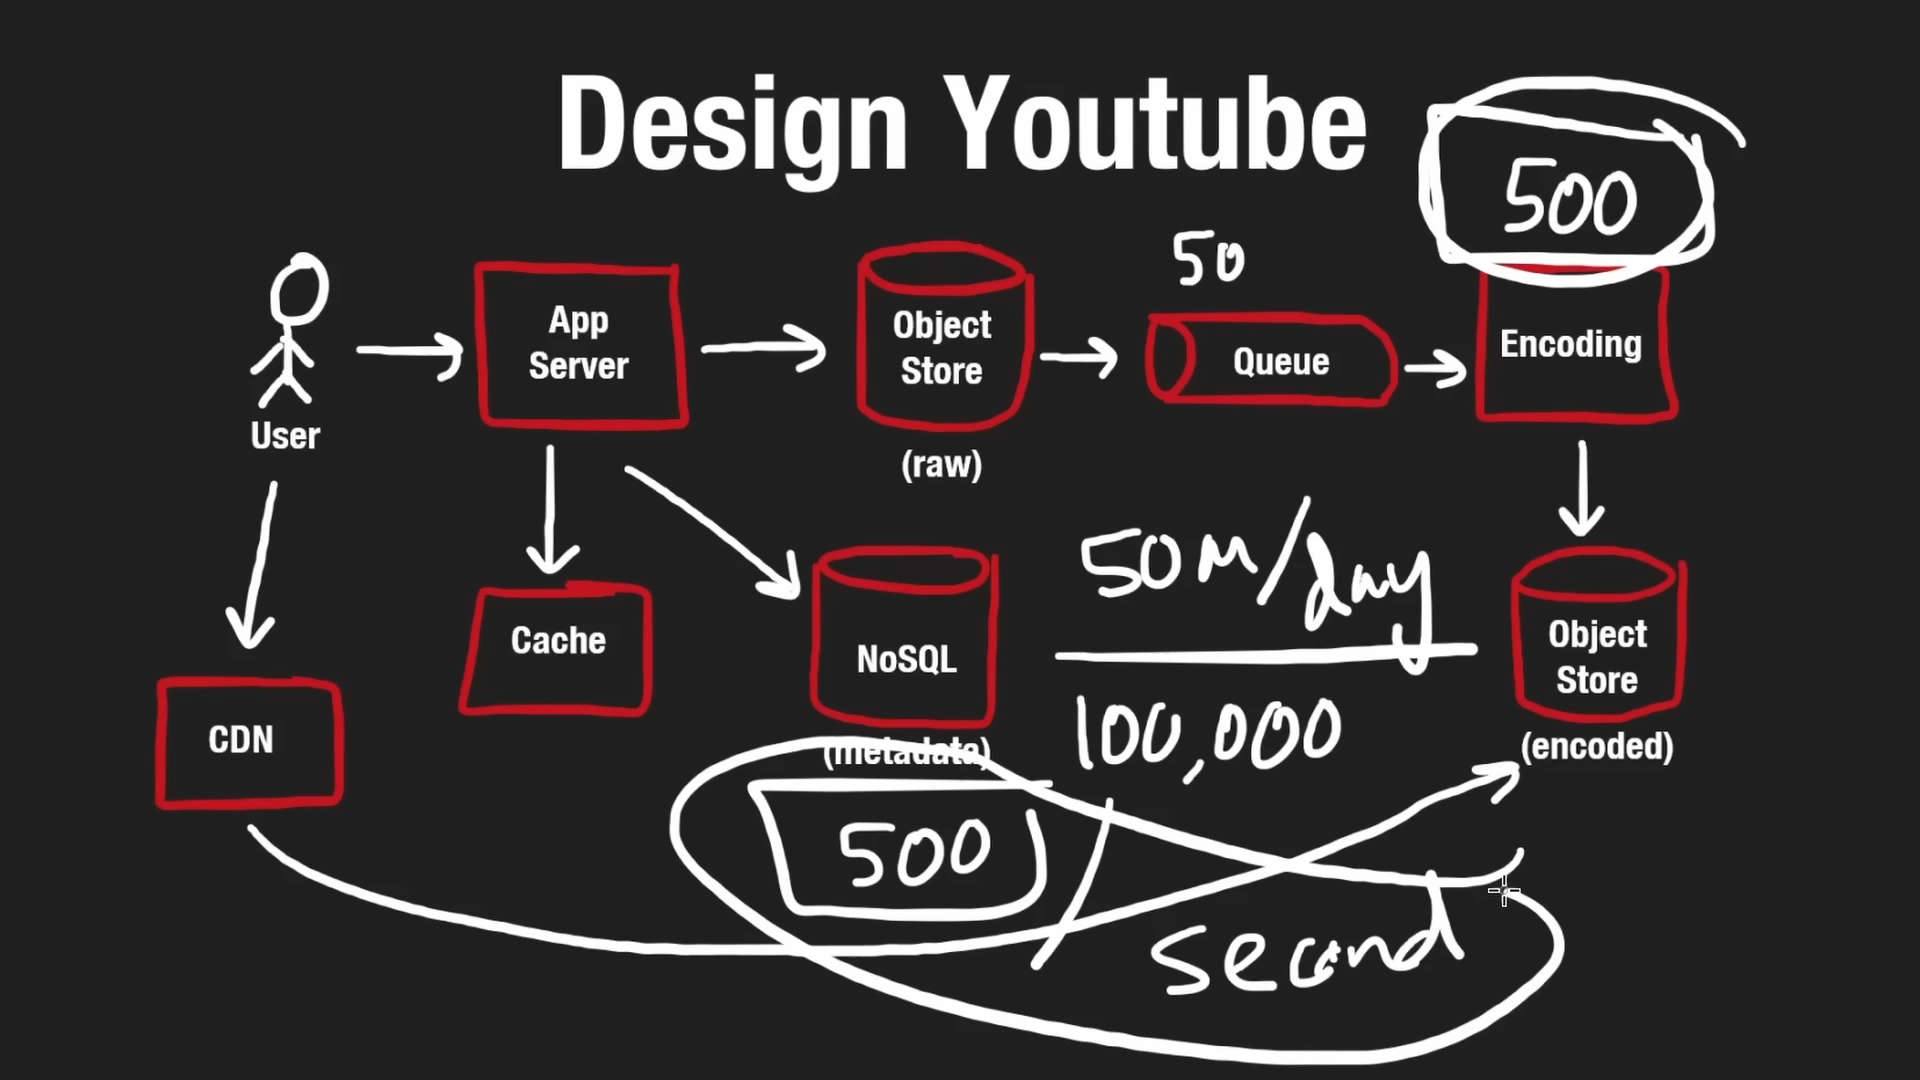 Design Youtube
500
50
App
Server
Object
Store
Queue
Encoding
User
(raw)
50M/day
100,000
Cache
NoSQL
Object
Store
CDN
(metadata)
(encoded)
500 / second